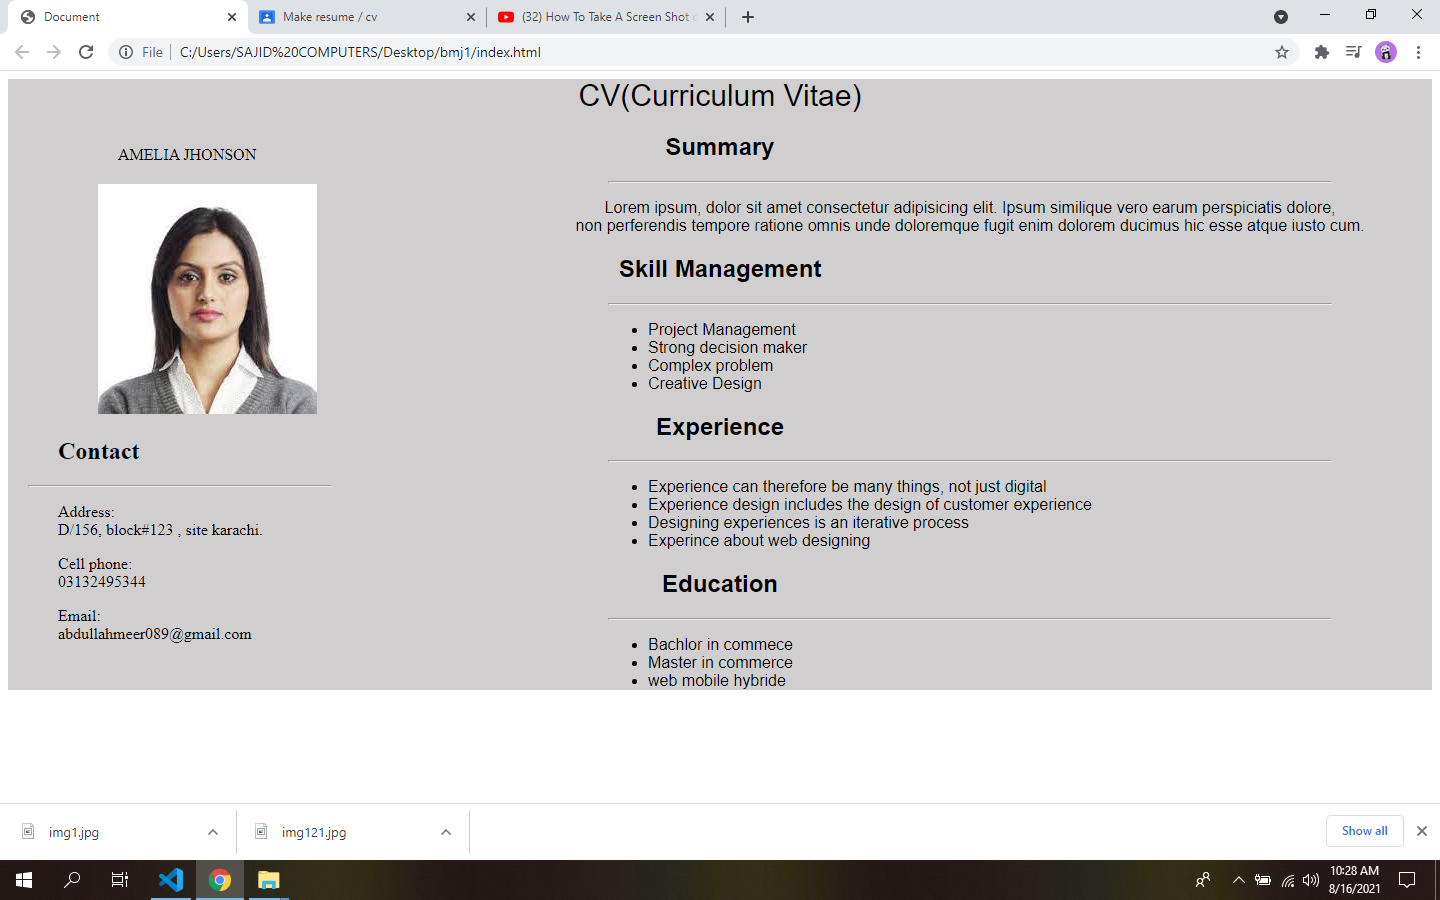 Document
Make resume / cv
(32) How To Take A Screen Shot
File
C:/Users/SAJID%20COMPUTERS/Desktop/bmj1/index.html
CV(Curriculum Vitae)
AMELIA JHONSON
Contact
Address:
D/156, block#123 , site karachi.
Cell phone:
03132495344
Email:
abdullahmeer089@gmail.com
Summary
Lorem ipsum, dolor sit amet consectetur adipisicing elit. Ipsum similique vero earum perspiciatis dolore,
non perferendis tempore ratione omnis unde doloremque fugit enim dolorem ducimus hic esse atque iusto cum.
Skill Management
Project Management
Strong decision maker
Complex problem
Creative Design
Experience
Experience can therefore be many things, not just digital
Experience design includes the design of customer experience
Designing experiences is an iterative process
Experince about web designing
Education
Bachlor in commece
Master in commerce
web mobile hybride
img1.jpg
img121.jpg
Show all
10:28 AM
8/16/2021